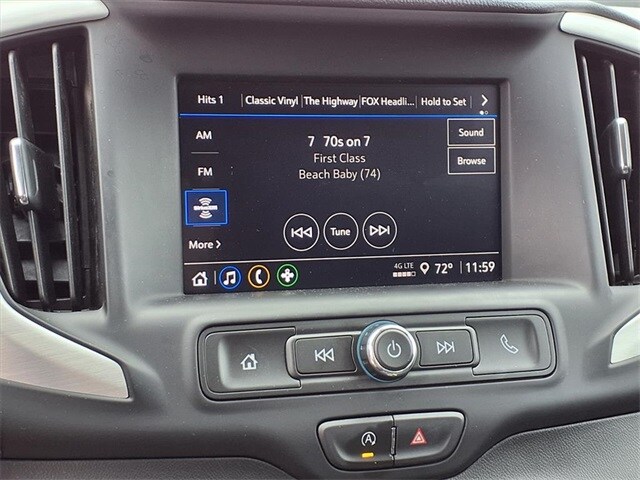 Hits 1 Classic Vinyl The Highway FOX Headli... Hold to Set
AM
7 70s on 7
Sound
First Class
Browse
FM
Beach Baby (74)
SiriusXM
Tune
More
4G LTE
72° 11:59
A